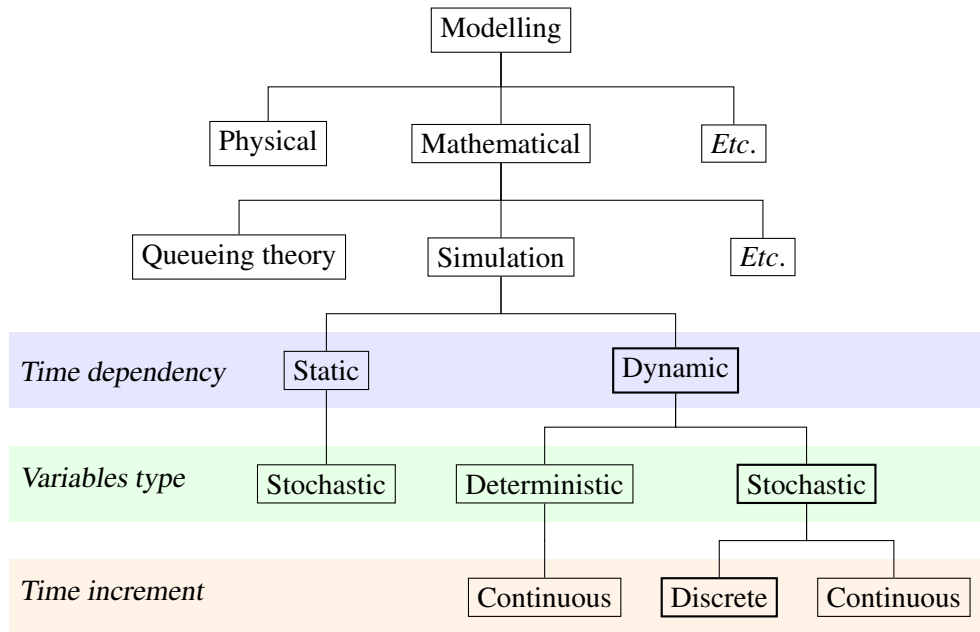 Modelling
Physical
Mathematical
Etc.
Queueing theory
Simulation
Etc.
Time dependency
Static
Dynamic
Variables type
Stochastic
Deterministic
Stochastic
Time increment
Continuous
Discrete
Continuous